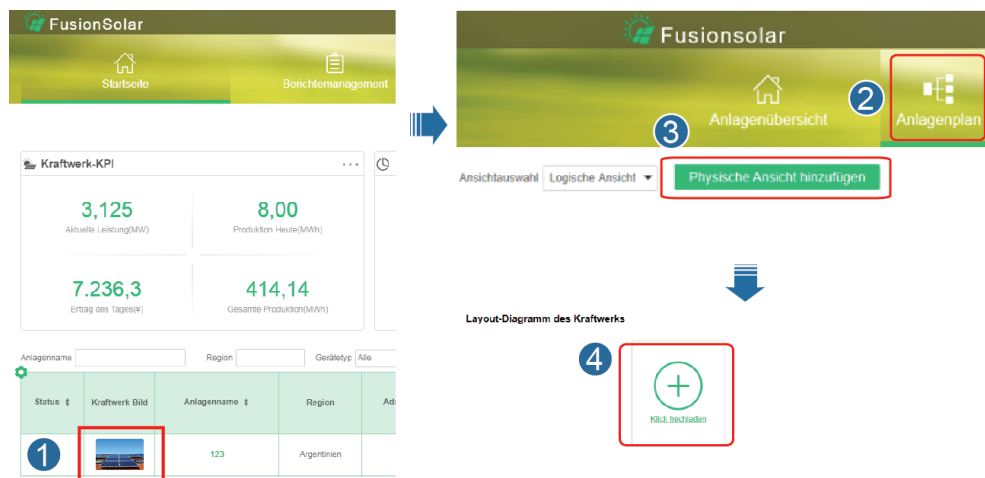 FusionSolar
Startseite
Berichtemanagement
Kraftwerk-KPI
3,125
Aktuelle Leistung(MW)
8,00
Produktion Heute(MWh)
7.236,3
Ertrag des Tages(¥)
414,14
Gesamte Produktion(MWh)
Anlagenname
Region
Gerätetyp
Alle
Status
Kraftwerk Bild
Anlagenname
Region
1
123
Argentinien
Fusionsolar
Anlagenübersicht
2
Anlagenplan
3
Ansichtauswahl
Logische Ansicht
Physische Ansicht hinzufügen
Layout-Diagramm des Kraftwerks
4
Klick hochladen